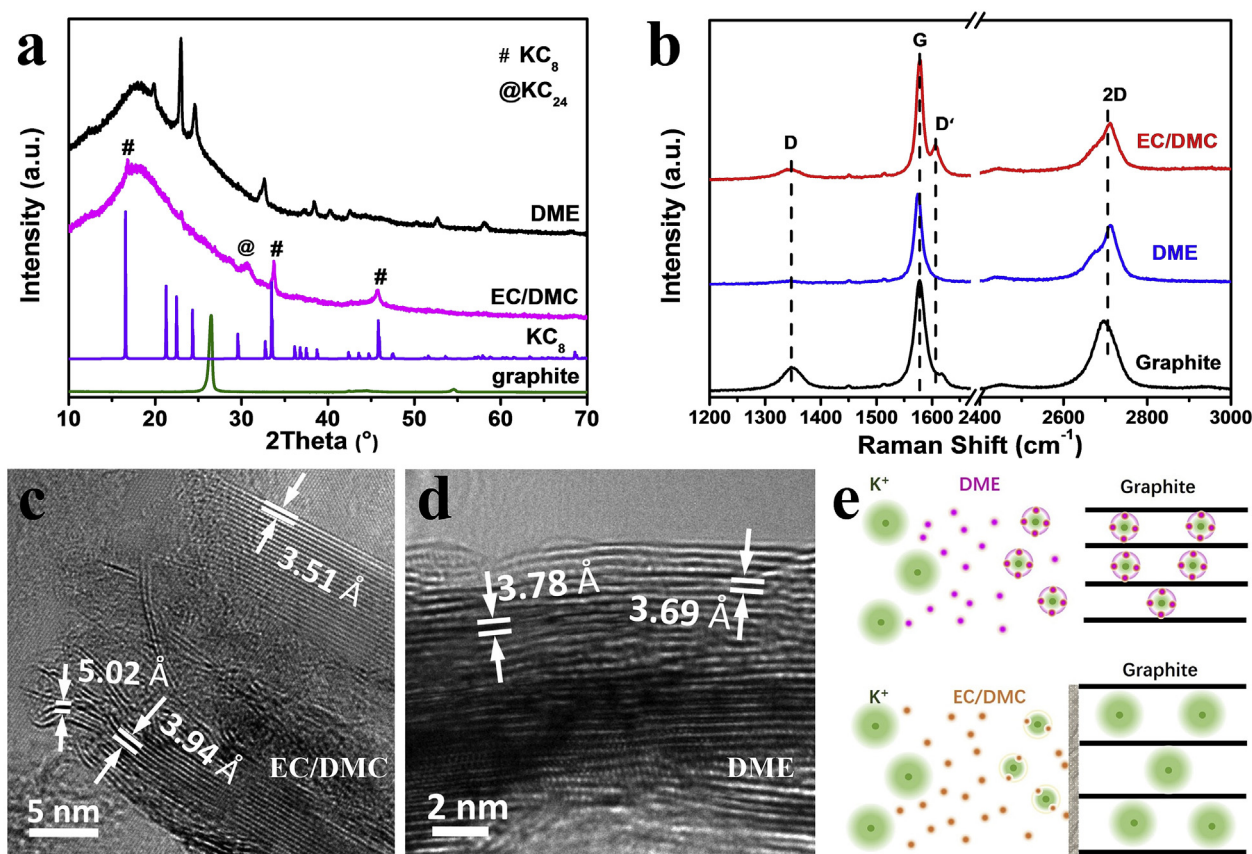 a
# KC₈
@KC₂₄
#
DME
@
#
#
EC/DMC
KC₈
graphite
Intensity (a.u.)
10 20 30 40 50 60 70
2Theta (°)
b
G
D
D‘
2D
EC/DMC
DME
Graphite
Intensity (a.u.)
1200 1300 1400 1500 1600 2600 2800 3000
Raman Shift (cm⁻¹)
c
3.51 Å
5.02 Å
3.94 Å
EC/DMC
5 nm
d
3.78 Å
3.69 Å
DME
2 nm
e
K⁺
DME
Graphite
K⁺
EC/DMC
Graphite